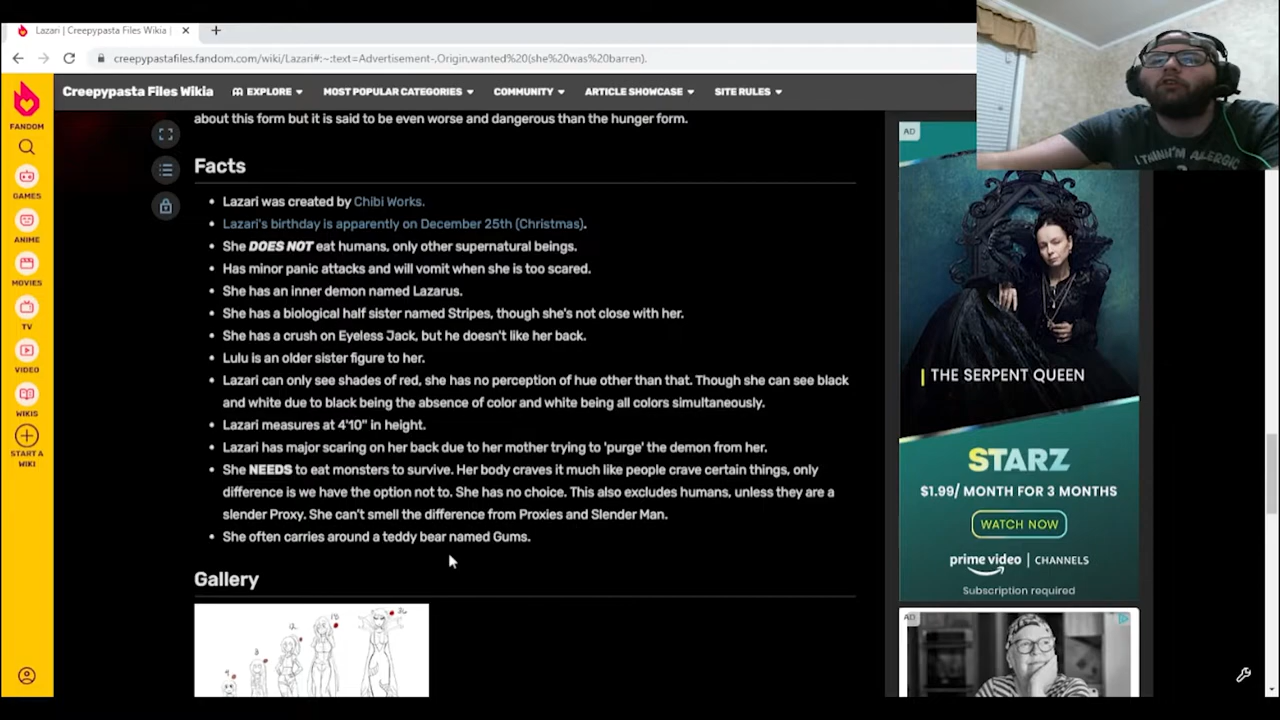 Lazari | Creepypasta Files Wikia |
creepypastafiles.fandom.com/wiki/Lazari#:~:text=Advertisement-,Origin,wanted%20(she%20was%20barren).
Creepypasta Files Wikia
EXPLORE
MOST POPULAR CATEGORIES
COMMUNITY
ARTICLE SHOWCASE
SITE RULES
FANDOM
GAMES
ANIME
MOVIES
TV
VIDEO
WIKIS
START A
WIKI
about this form but it is said to be even worse and dangerous than the hunger form.
Facts
Lazari was created by Chibi Works.
Lazari's birthday is apparently on December 25th (Christmas).
She DOES NOT eat humans, only other supernatural beings.
Has minor panic attacks and will vomit when she is too scared.
She has an inner demon named Lazarus.
She has a biological half sister named Stripes, though she's not close with her.
She has a crush on Eyeless Jack, but he doesn't like her back.
Lulu is an older sister figure to her.
Lazari can only see shades of red, she has no perception of hue other than that. Though she can see black
and white due to black being the absence of color and white being all colors simultaneously.
Lazari measures at 4'10" in height.
Lazari has major scaring on her back due to her mother trying to 'purge' the demon from her.
She NEEDS to eat monsters to survive. Her body craves it much like people crave certain things, only
difference is we have the option not to. She has no choice. This also excludes humans, unless they are a
slender Proxy. She can't smell the difference from Proxies and Slender Man.
She often carries around a teddy bear named Gums.
Gallery
AD
THE SERPENT QUEEN
STARZ
$1.99/ MONTH FOR 3 MONTHS
WATCH NOW
prime video | CHANNELS
Subscription required
AD
I THINK I'M ALERGIC